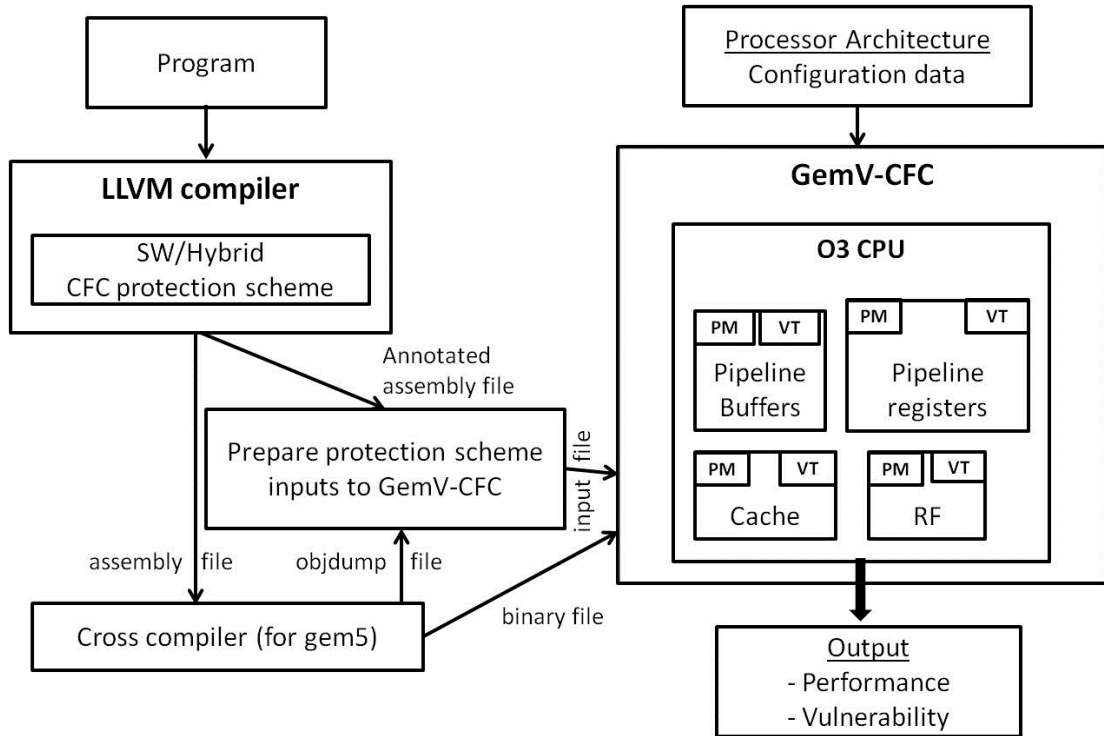 Program
LLVM compiler
SW/Hybrid
CFC protection scheme
Annotated
assembly file
Prepare protection scheme
inputs to GemV-CFC
input file
assembly file
objdump file
Cross compiler (for gem5)
binary file
Processor Architecture
Configuration data
GemV-CFC
O3 CPU
PM VT
Pipeline
Buffers
PM VT
Pipeline
registers
PM VT
Cache
PM VT
RF
Output
- Performance
- Vulnerability